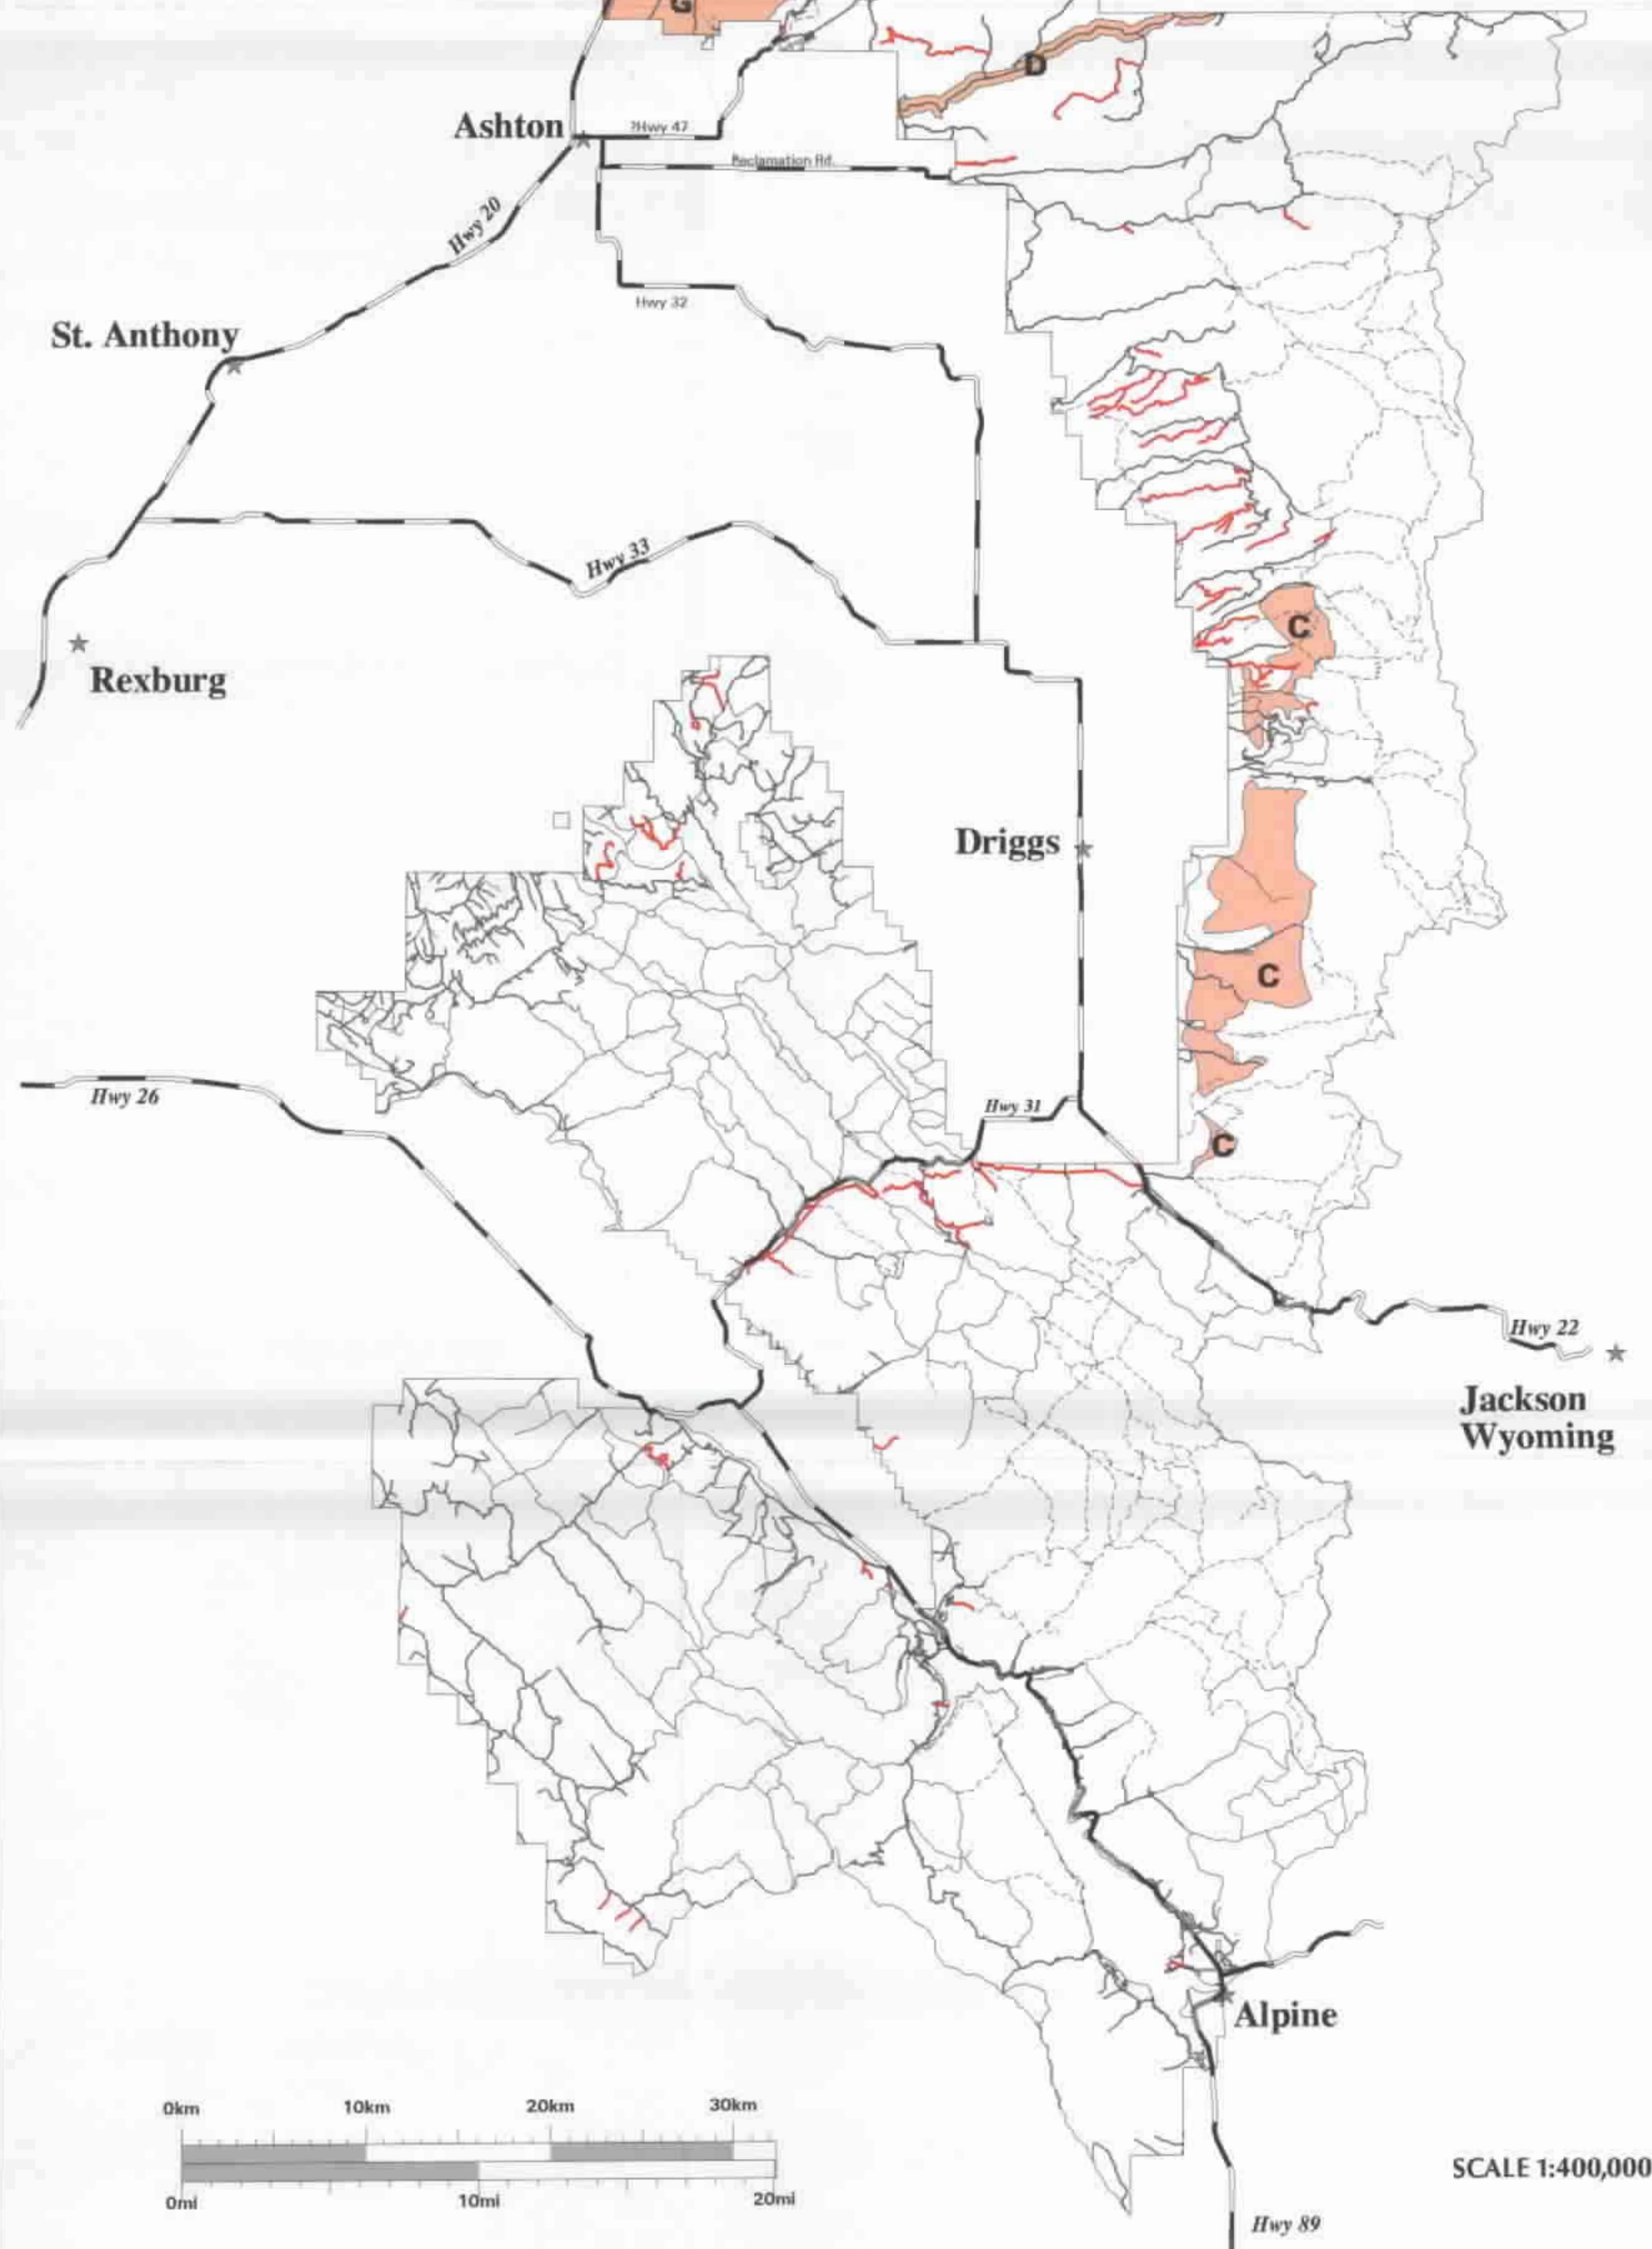 G
D
Ashton
?Hwy 47
Reclamation Rd.
Hwy 20
Hwy 32
St. Anthony
Hwy 33
C
Rexburg
Driggs
C
Hwy 26
Hwy 31
C
Hwy 22
Jackson
Wyoming
Alpine
0km 10km 20km 30km
0mi 10mi 20mi
SCALE 1:400,000
Hwy 89